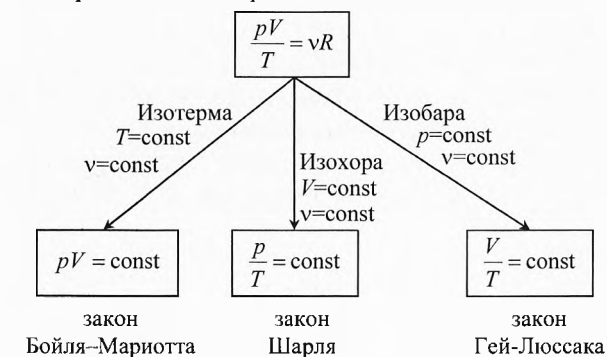 pV/T = νR
Изотерма
T=const
ν=const
Изохора
V=const
ν=const
Изобара
p=const
ν=const
pV = const
p/T = const
V/T = const
закон
Бойля–Мариотта
закон
Шарля
закон
Гей-Люссака